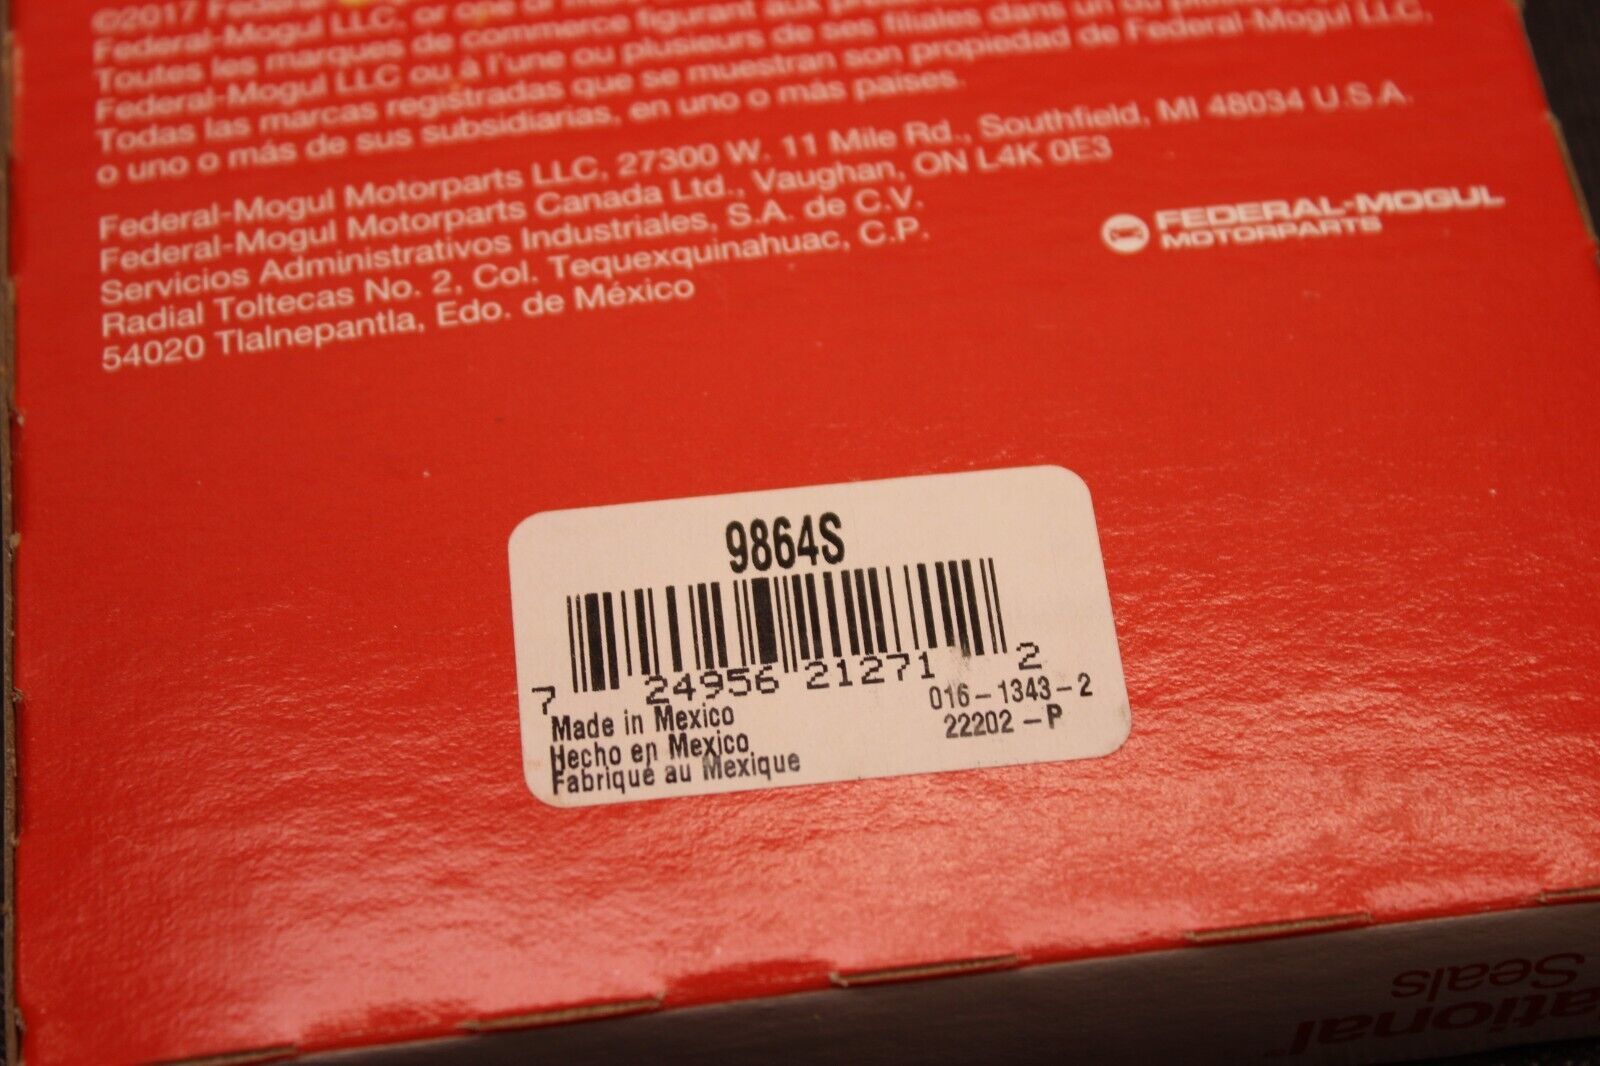 ©2017 Federal-
Federal-Mogul LLC, or one or
Toutes les marques de commerce figurant aux
Federal-Mogul LLC ou à l'une ou plusieurs de ses filiales dans un ou
Todas las marcas registradas que se muestran son propiedad de Federal-Mogul LLC,
o uno o más de sus subsidiarias, en uno o más países.
Federal-Mogul Motorparts LLC, 27300 W. 11 Mile Rd., Southfield, MI 48034 U.S.A.
Federal-Mogul Motorparts Canada Ltd., Vaughan, ON L4K 0E3
Servicios Administrativos Industriales, S.A. de C.V.
Radial Toltecas No. 2, Col. Tequexquinahuac, C.P.
54020 Tlalnepantla, Edo. de México
FEDERAL-MOGUL
MOTORPARTS
9864S
7 24956 21271 2
Made in Mexico
Hecho en Mexico
Fabriqué au Mexique
016-1343-2
22202-P
ational
Seals